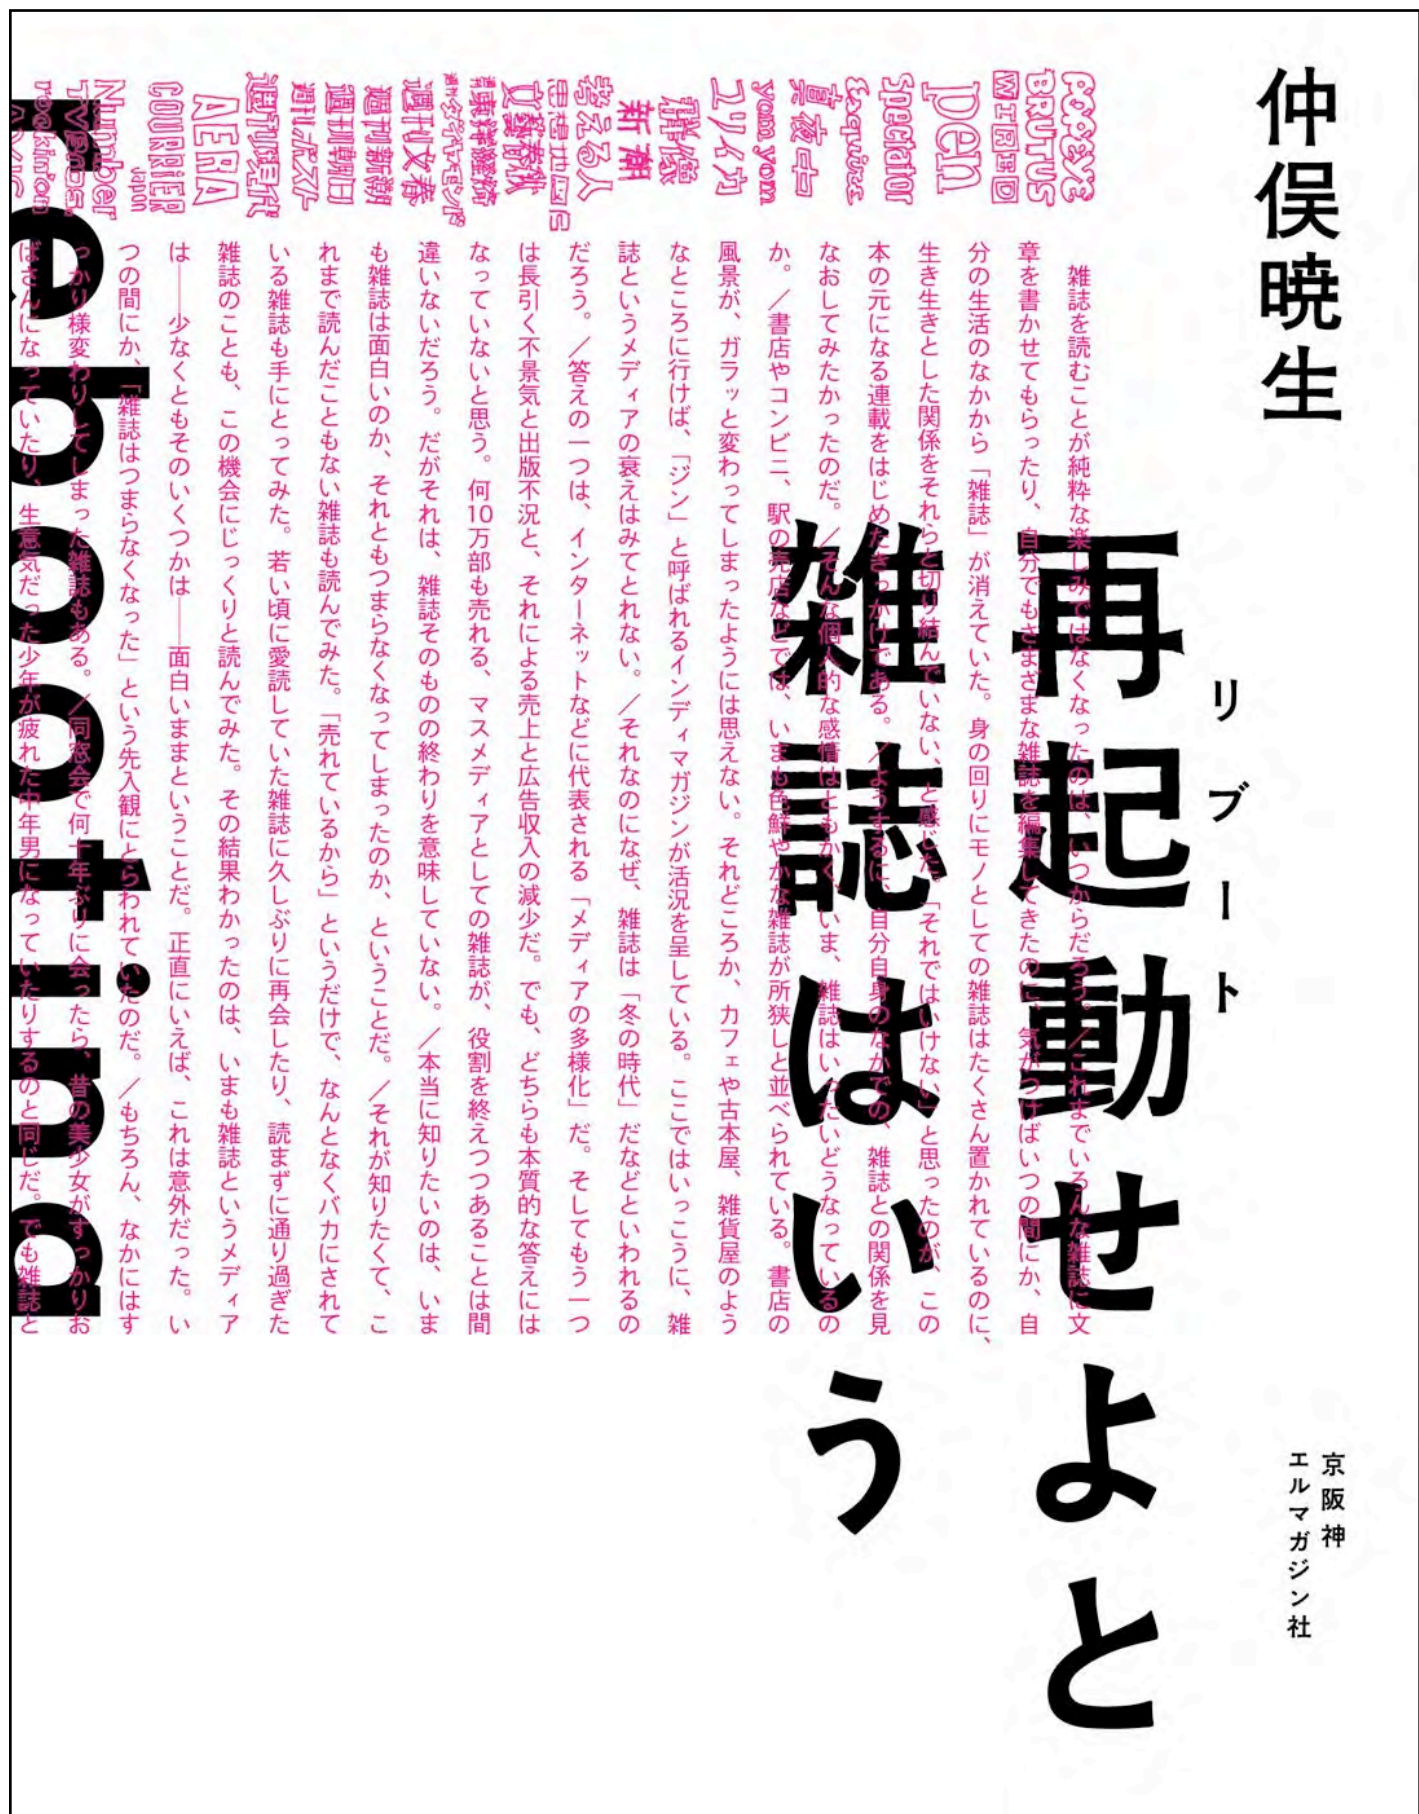 仲俣暁生
リブート
再起動せよと
雑誌はいう
京阪神
エルマガジン社
POPEYE
BRUTUS
WIRED
pen
Spectator
Esquire
真夜中
yom yom
ユリイカ
群像
新潮
考える人
思想地図β
文藝春秋
週刊東洋経済
週刊ダイヤモンド
週刊文春
週刊新潮
週刊朝日
週刊ポスト
週刊現代
AERA
COURRiER
Japon
Number
rockin'on
雑誌を読むことが純粋な楽しみではなくなったのは、いつからだろう。／これまでいろんな雑誌に文
章を書かせてもらったり、自分でもさまざまな雑誌を編集してきたのに、気がつけばいつの間にか、自
分の生活のなかから「雑誌」が消えていた。身の回りにモノとしての雑誌はたくさん置かれているのに、
生き生きとした関係をそれらと切り結んでいない、と感じた。「それではいけない」と思ったのが、この
本の元になる連載をはじめたきっかけである。／ようするに、自分自身のなかでの、雑誌との関係を見
なおしてみたかったのだ。／そんな個人的な感情はともかく、いま、雑誌はいったいどうなっているの
か。／書店やコンビニ、駅の売店などでは、いまも色鮮やかな雑誌が所狭しと並べられている。書店の
風景が、ガラッと変わってしまったようには思えない。それどころか、カフェや古本屋、雑貨屋のよう
なところに行けば、「ジン」と呼ばれるインディマガジンが活況を呈している。ここではいっこうに、雑
誌というメディアの衰えはみてとれない。／それなのになぜ、雑誌は「冬の時代」だなどといわれるの
だろう。／答えの一つは、インターネットなどに代表される「メディアの多様化」だ。そしてもう一つ
は長引く不景気と出版不況と、それによる売上と広告収入の減少だ。でも、どちらも本質的な答えには
なっていないと思う。何10万部も売れる、マスメディアとしての雑誌が、役割を終えつつあることは間
違いないだろう。だがそれは、雑誌そのものの終わりを意味していない。／本当に知りたいのは、いま
も雑誌は面白いのか、それともつまらなくなってしまったのか、ということだ。／それが知りたくて、こ
れまで読んだこともない雑誌も読んでみた。「売れているから」というだけで、なんとなくバカにされて
いる雑誌も手にとってみた。若い頃に愛読していた雑誌に久しぶりに再会したり、読まずに通り過ぎた
雑誌のことも、この機会にじっくりと読んでみた。その結果わかったのは、いまも雑誌というメディア
は――少なくともそのいくつかは――面白いままということだ。正直にいえば、これは意外だった。い
つの間にか、「雑誌はつまらなくなった」という先入観にとらわれていたのだ。／もちろん、なかにはす
っかり様変わりしてしまった雑誌もある。／同窓会で何十年ぶりに会ったら、昔の美少女がすっかりお
ばさんになっていたり、生意気だった少年が疲れた中年男になっていたりするのと同じだ。でも雑誌と
rebooting